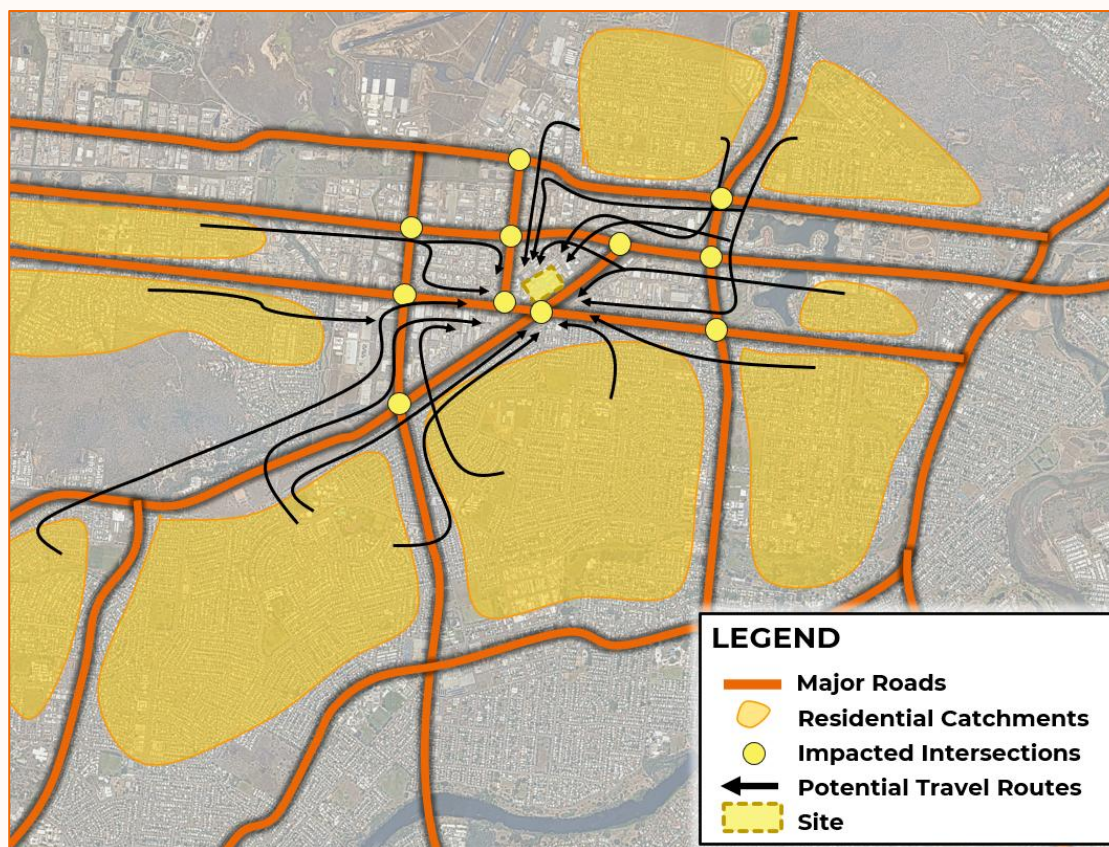 LEGEND
Major Roads
Residential Catchments
Impacted Intersections
Potential Travel Routes
Site